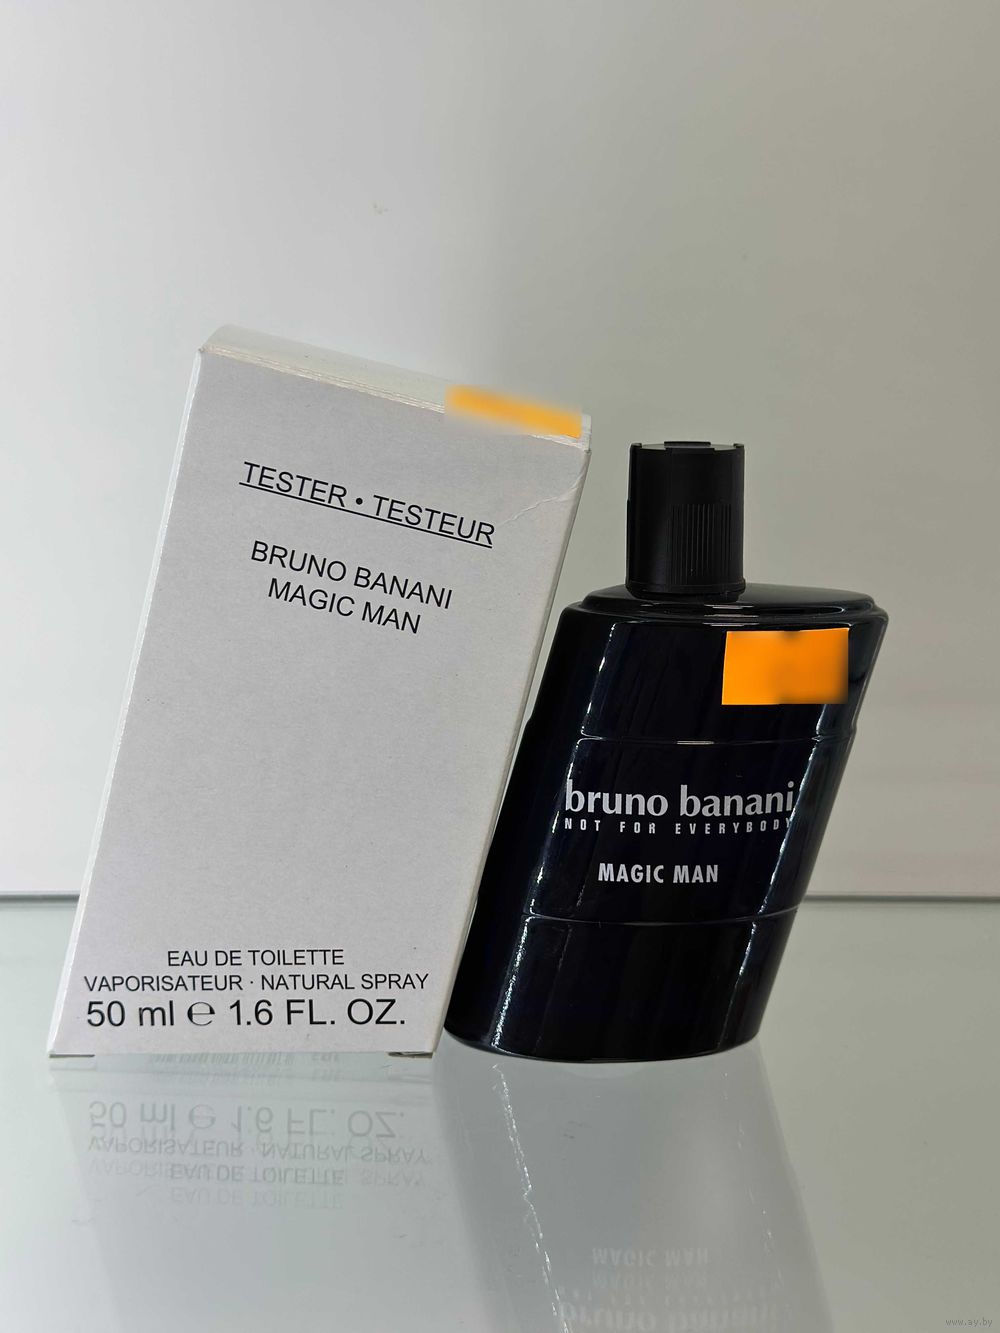 TESTER • TESTEUR
BRUNO BANANI
MAGIC MAN
EAU DE TOILETTE
VAPORISATEUR · NATURAL SPRAY
50 ml ℮ 1.6 FL. OZ.
bruno banani
NOT FOR EVERYBODY
MAGIC MAN
www.ay.by